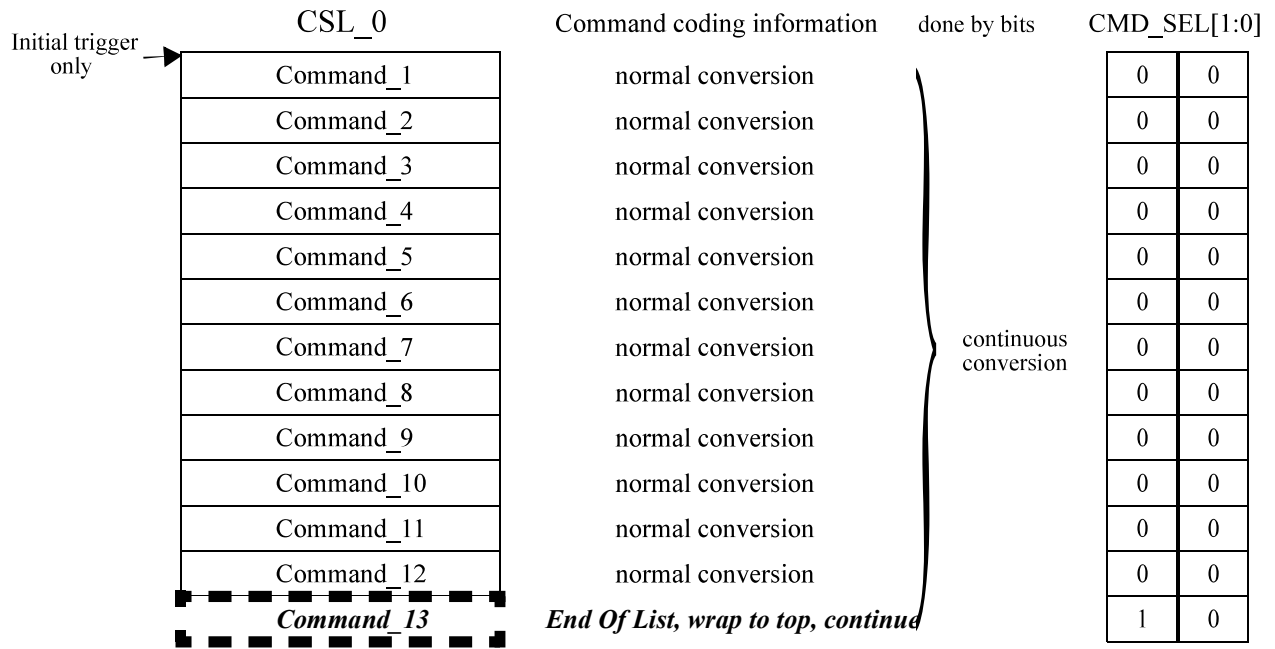 CSL_0 Command coding information done by bits CMD_SEL[1:0]
Initial trigger
only
Command_1 normal conversion 0 0
Command_2 normal conversion 0 0
Command_3 normal conversion 0 0
Command_4 normal conversion 0 0
Command_5 normal conversion 0 0
Command_6 normal conversion 0 0
Command_7 normal conversion 0 0
continuous
conversion
Command_8 normal conversion 0 0
Command_9 normal conversion 0 0
Command_10 normal conversion 0 0
Command_11 normal conversion 0 0
Command_12 normal conversion 0 0
Command_13 End Of List, wrap to top, continue 1 0